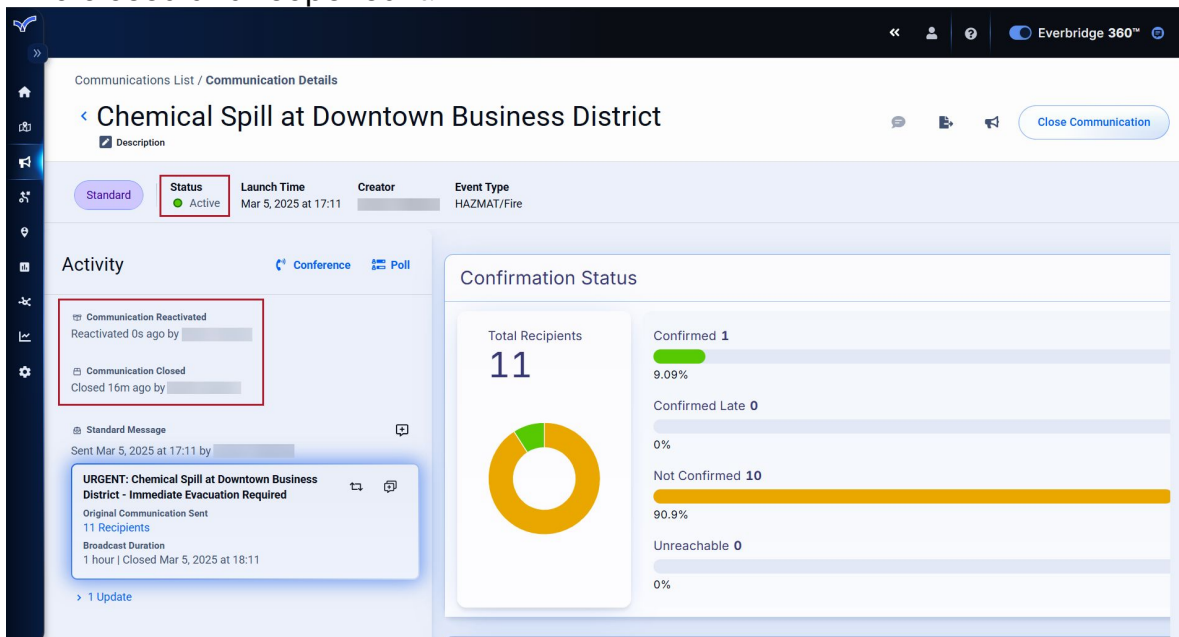 « Everbridge 360™
Communications List / Communication Details
‹ Chemical Spill at Downtown Business District
Description
Close Communication
Standard
Status
Active
Launch Time
Mar 5, 2025 at 17:11
Creator
Event Type
HAZMAT/Fire
Activity
Conference
Poll
Communication Reactivated
Reactivated 0s ago by
Communication Closed
Closed 16m ago by
Standard Message
Sent Mar 5, 2025 at 17:11 by
URGENT: Chemical Spill at Downtown Business
District - Immediate Evacuation Required
Original Communication Sent
11 Recipients
Broadcast Duration
1 hour | Closed Mar 5, 2025 at 18:11
› 1 Update
Confirmation Status
Total Recipients
11
Confirmed 1
9.09%
Confirmed Late 0
0%
Not Confirmed 10
90.9%
Unreachable 0
0%